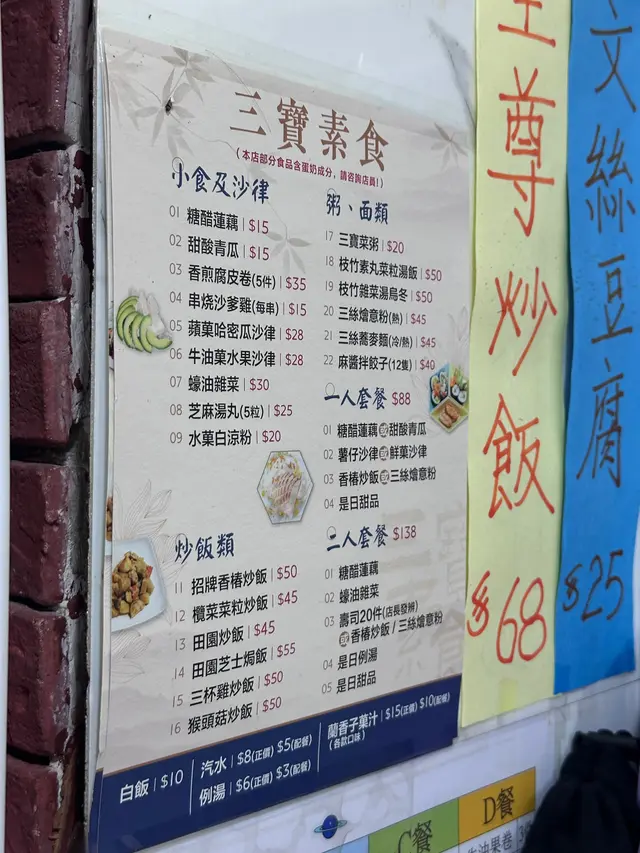 三寶素食
(本店部分食品含蛋奶成分，請咨詢店員!)
小食及沙律
01 糖醋蓮藕 | $15
02 甜酸青瓜 | $15
03 香煎腐皮卷(5件) | $35
04 串烧沙爹雞(每串) | $15
05 蘋菓哈密瓜沙律 | $28
06 牛油菓水果沙律 | $28
07 蠔油雜菜 | $30
08 芝麻湯丸(5粒) | $25
09 水菓白涼粉 | $20
炒飯類
11 招牌香椿炒飯 | $50
12 欖菜菜粒炒飯 | $45
13 田園炒飯 | $45
14 田園芝士焗飯 | $55
15 三杯雞炒飯 | $50
16 猴頭菇炒飯 | $50
粥、面類
17 三寶菜粥 | $20
18 枝竹素丸菜粒湯飯 | $50
19 枝竹雜菜湯烏冬 | $50
20 三絲燴意粉(熱) | $45
21 三絲蕎麥麵(冷/熱) | $45
22 麻醬拌餃子(12隻) | $40
一人套餐 $88
01 糖醋蓮藕或甜酸青瓜
02 薯仔沙律或鮮菓沙律
03 香椿炒飯或三絲燴意粉
04 是日甜品
二人套餐 $138
01 糖醋蓮藕
02 蠔油雜菜
03 壽司20件(店長發辦)
或香椿炒飯/三絲燴意粉
04 是日例湯
05 是日甜品
白飯 | $10
汽水 | $8(正價) $5(配餐)
例湯 | $6(正價) $3(配餐)
蘭香子菓汁 | $15(正價) $10(配餐)
(各款口味)
至尊炒飯
$68
文絲豆腐
$25
C餐
D餐